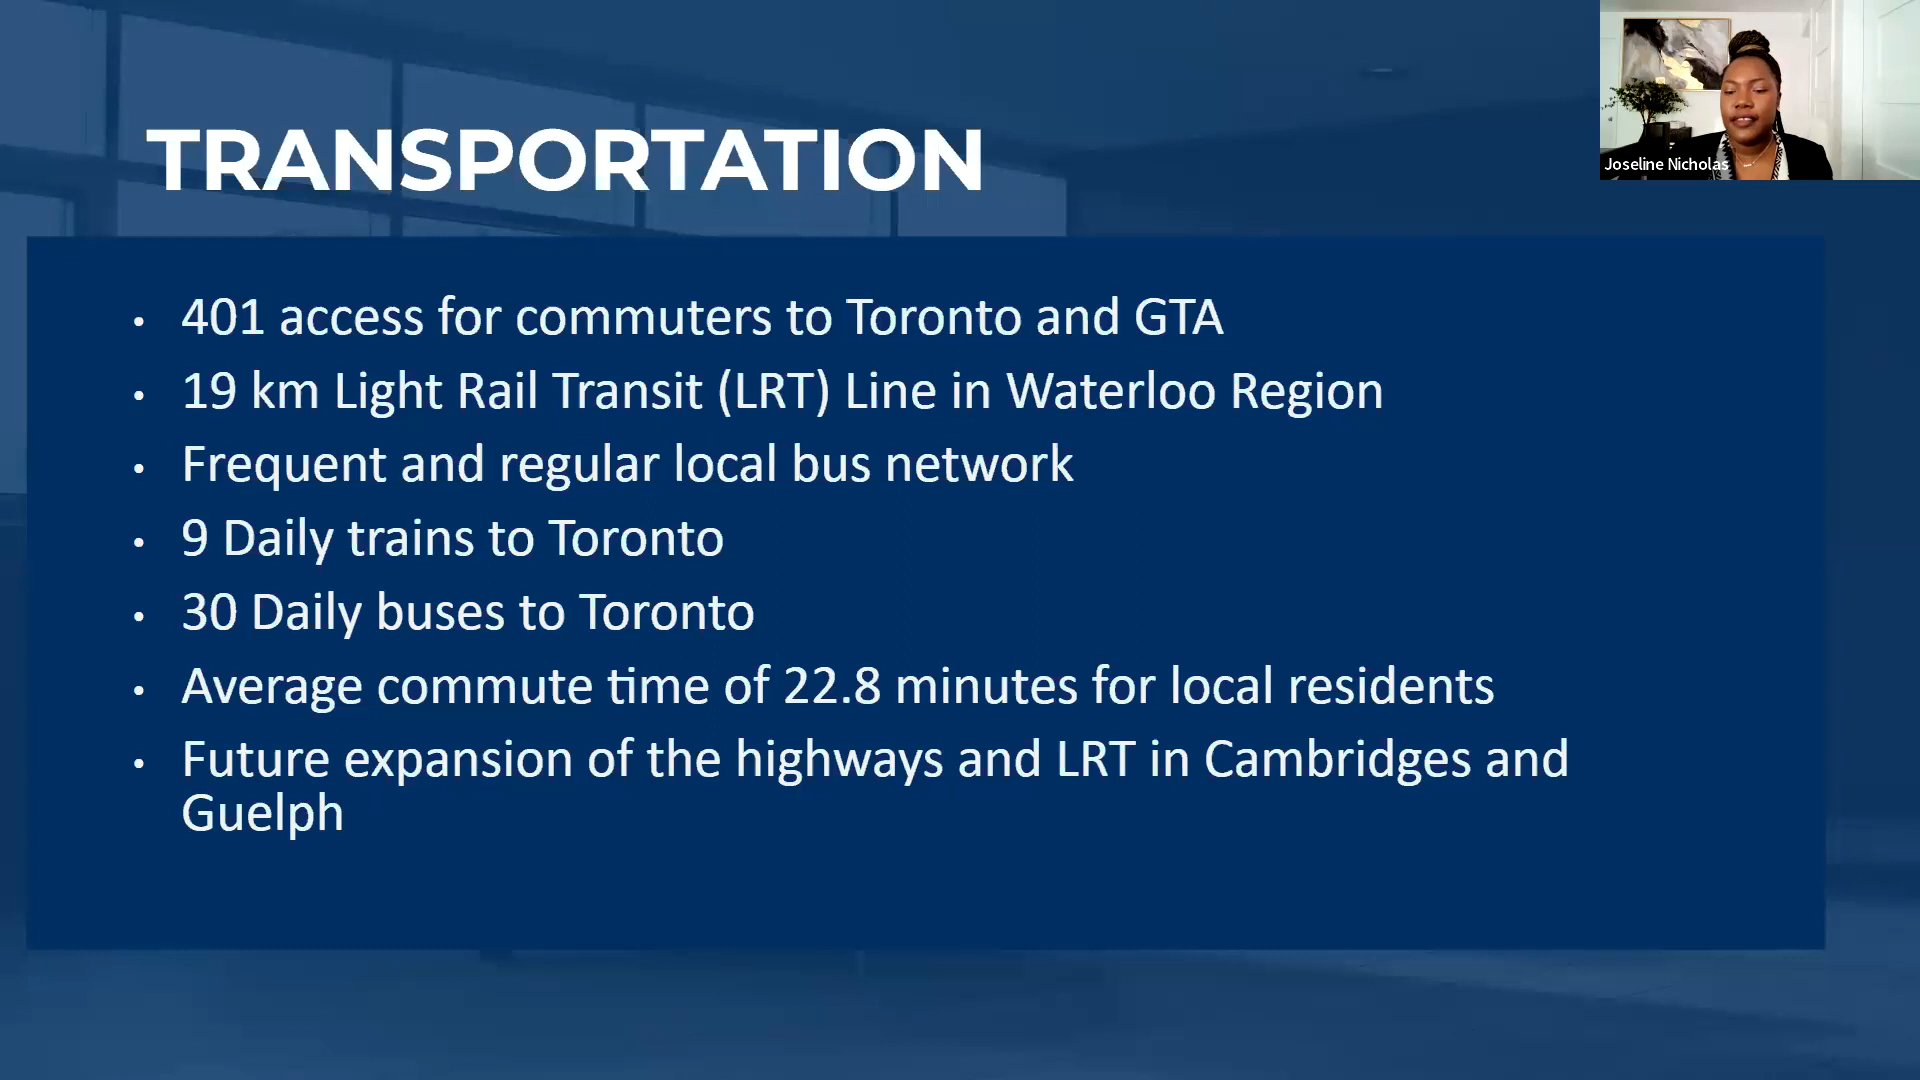 TRANSPORTATION
Joseline Nicholas
• 401 access for commuters to Toronto and GTA
• 19 km Light Rail Transit (LRT) Line in Waterloo Region
• Frequent and regular local bus network
• 9 Daily trains to Toronto
• 30 Daily buses to Toronto
• Average commute time of 22.8 minutes for local residents
• Future expansion of the highways and LRT in Cambridges and
Guelph